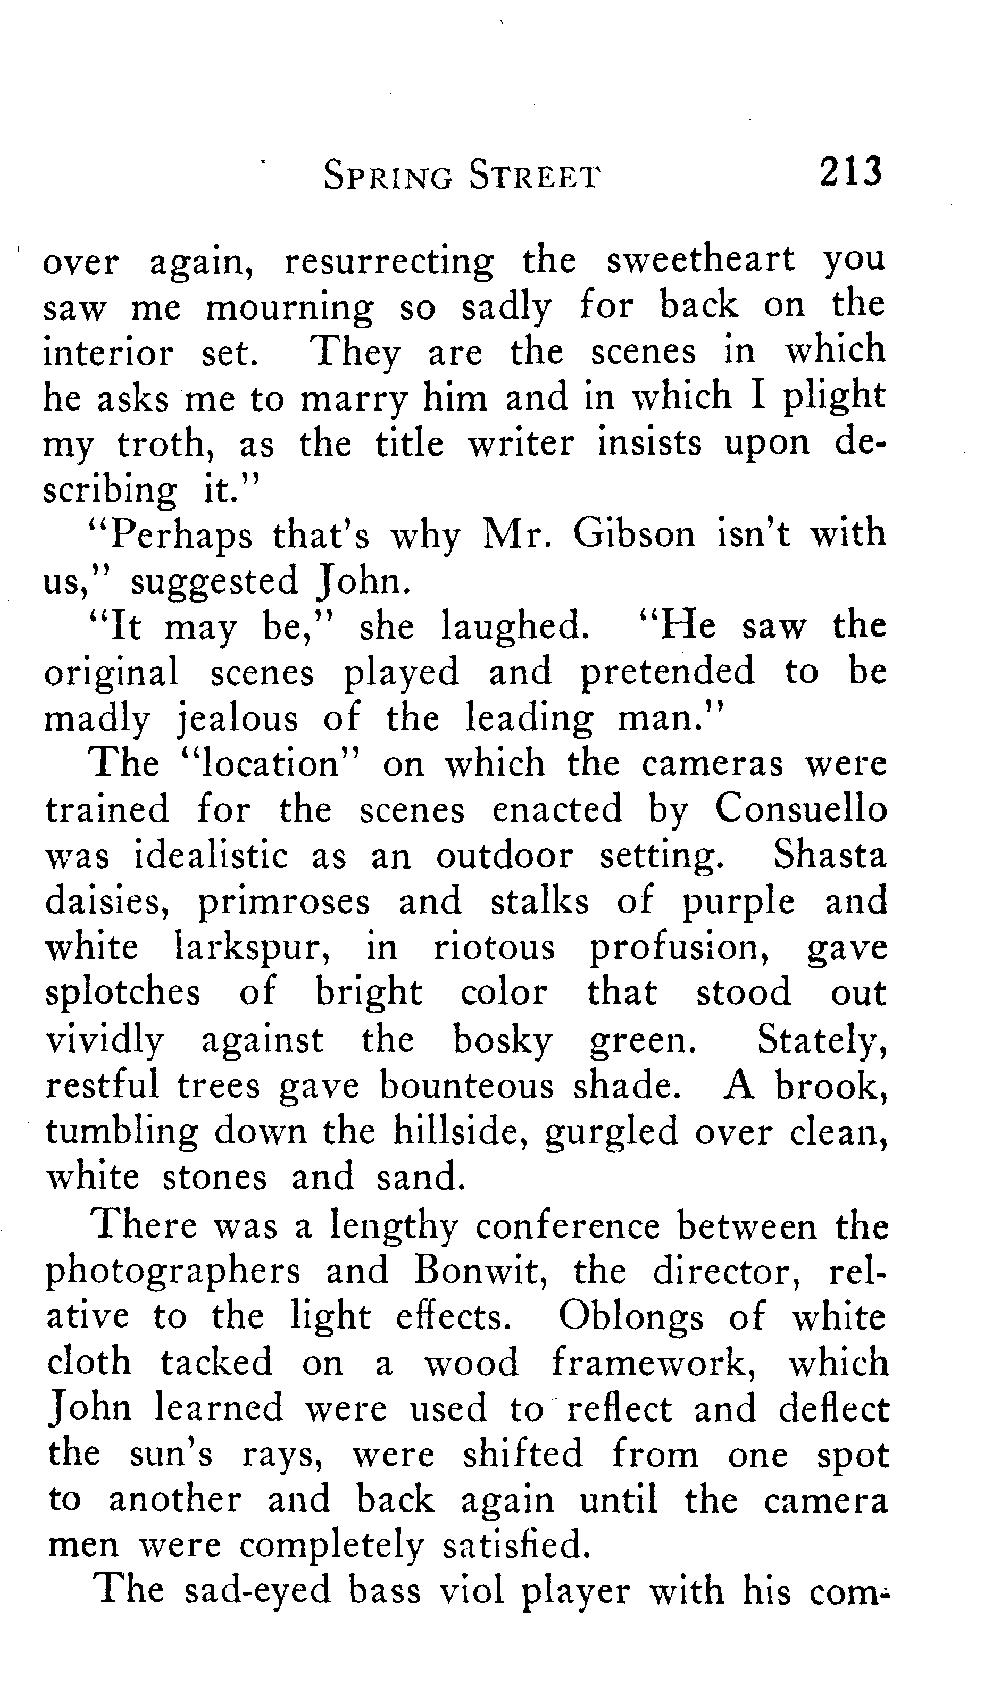 Spring Street 213
over again, resurrecting the sweetheart you
saw me mourning so sadly for back on the
interior set. They are the scenes in which
he asks me to marry him and in which I plight
my troth, as the title writer insists upon de-
scribing it."
"Perhaps that's why Mr. Gibson isn't with
us," suggested John.
"It may be," she laughed. "He saw the
original scenes played and pretended to be
madly jealous of the leading man."
The "location" on which the cameras were
trained for the scenes enacted by Consuello
was idealistic as an outdoor setting. Shasta
daisies, primroses and stalks of purple and
white larkspur, in riotous profusion, gave
splotches of bright color that stood out
vividly against the bosky green. Stately,
restful trees gave bounteous shade. A brook,
tumbling down the hillside, gurgled over clean,
white stones and sand.
There was a lengthy conference between the
photographers and Bonwit, the director, rel-
ative to the light effects. Oblongs of white
cloth tacked on a wood framework, which
John learned were used to reflect and deflect
the sun's rays, were shifted from one spot
to another and back again until the camera
men were completely satisfied.
The sad-eyed bass viol player with his com-